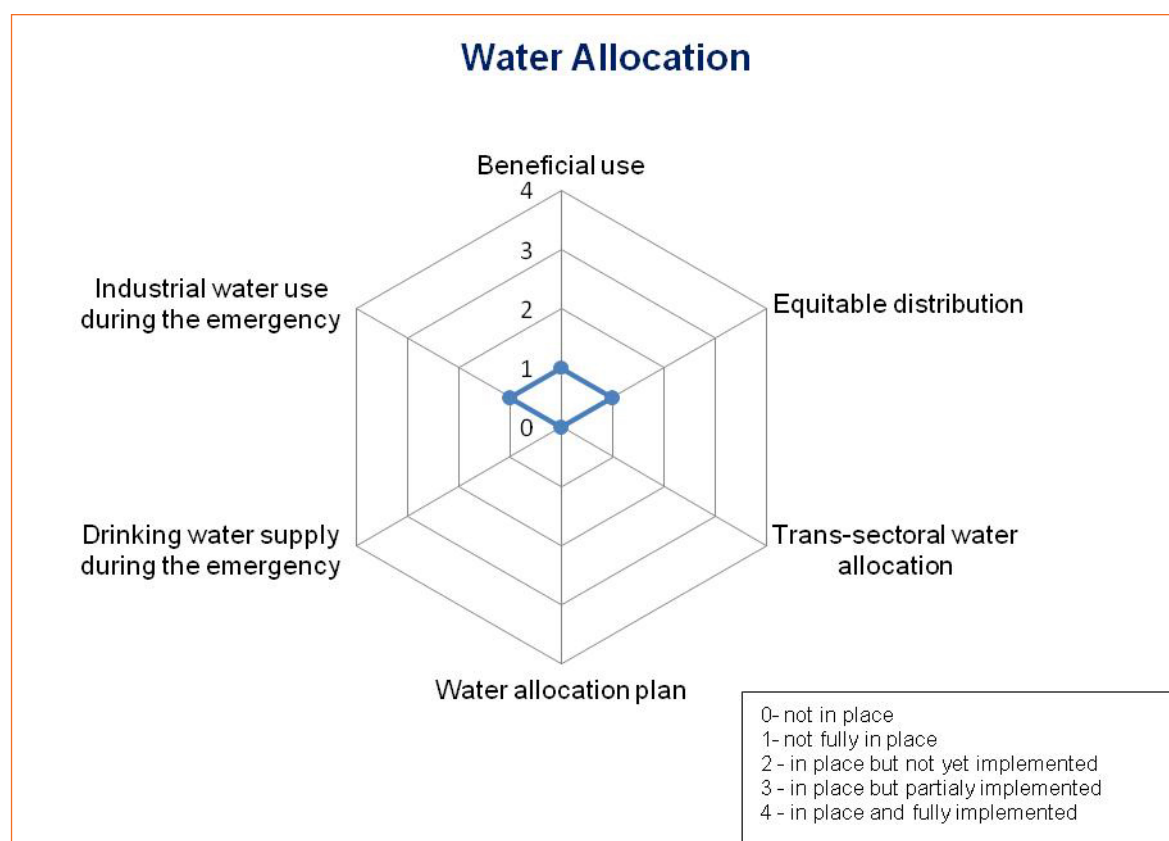 Water Allocation
Beneficial use
4
3
2
1
0
Industrial water use
during the emergency
Equitable distribution
Drinking water supply
during the emergency
Trans-sectoral water
allocation
Water allocation plan
0- not in place
1- not fully in place
2 - in place but not yet implemented
3 - in place but partialy implemented
4 - in place and fully implemented